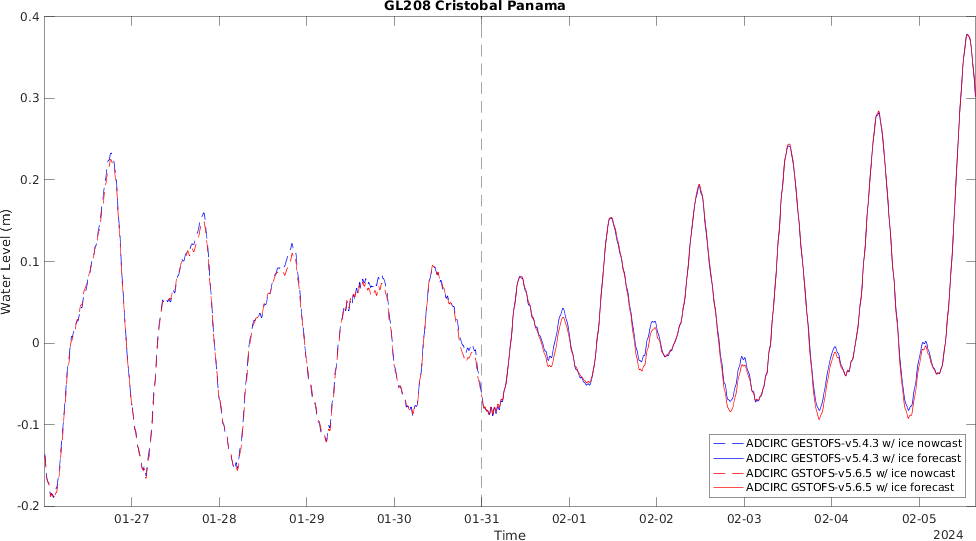 GL208 Cristobal Panama
0.4
0.3
0.2
0.1
0
-0.1
-0.2
Water Level (m)
ADCIRC GESTOFS-v5.4.3 w/ ice nowcast
ADCIRC GESTOFS-v5.4.3 w/ ice forecast
ADCIRC GSTOFS-v5.6.5 w/ ice nowcast
ADCIRC GSTOFS-v5.6.5 w/ ice forecast
01-27 01-28 01-29 01-30 01-31 02-01 02-02 02-03 02-04 02-05
Time
2024